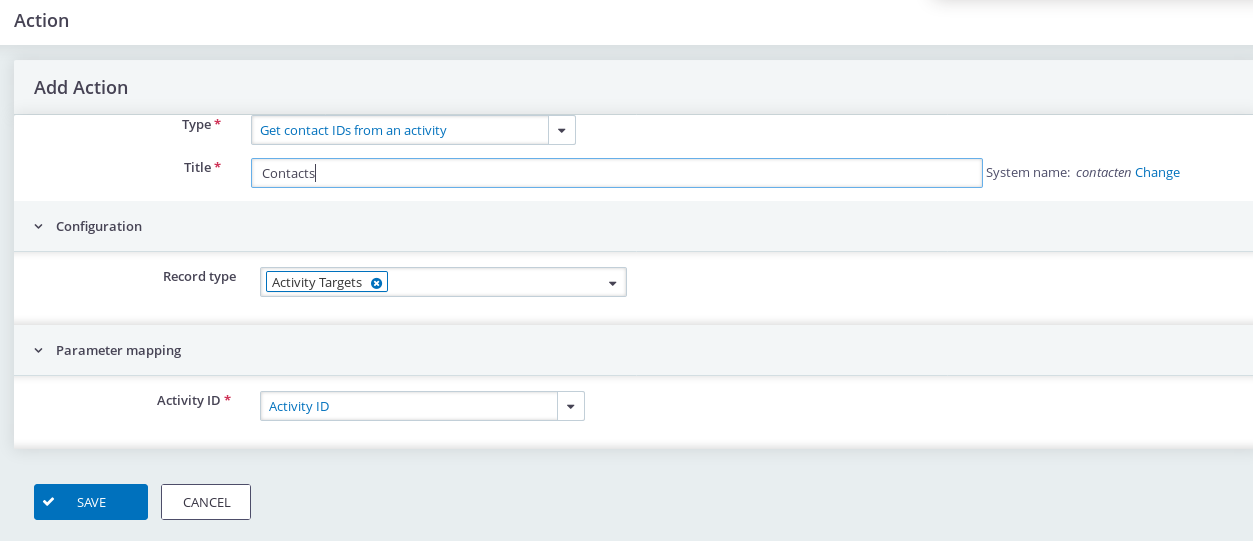 Action
Add Action
Type *
Get contact IDs from an activity
Title *
Contacts
System name: contacten Change
Configuration
Record type
Activity Targets
Parameter mapping
Activity ID *
Activity ID
SAVE
CANCEL